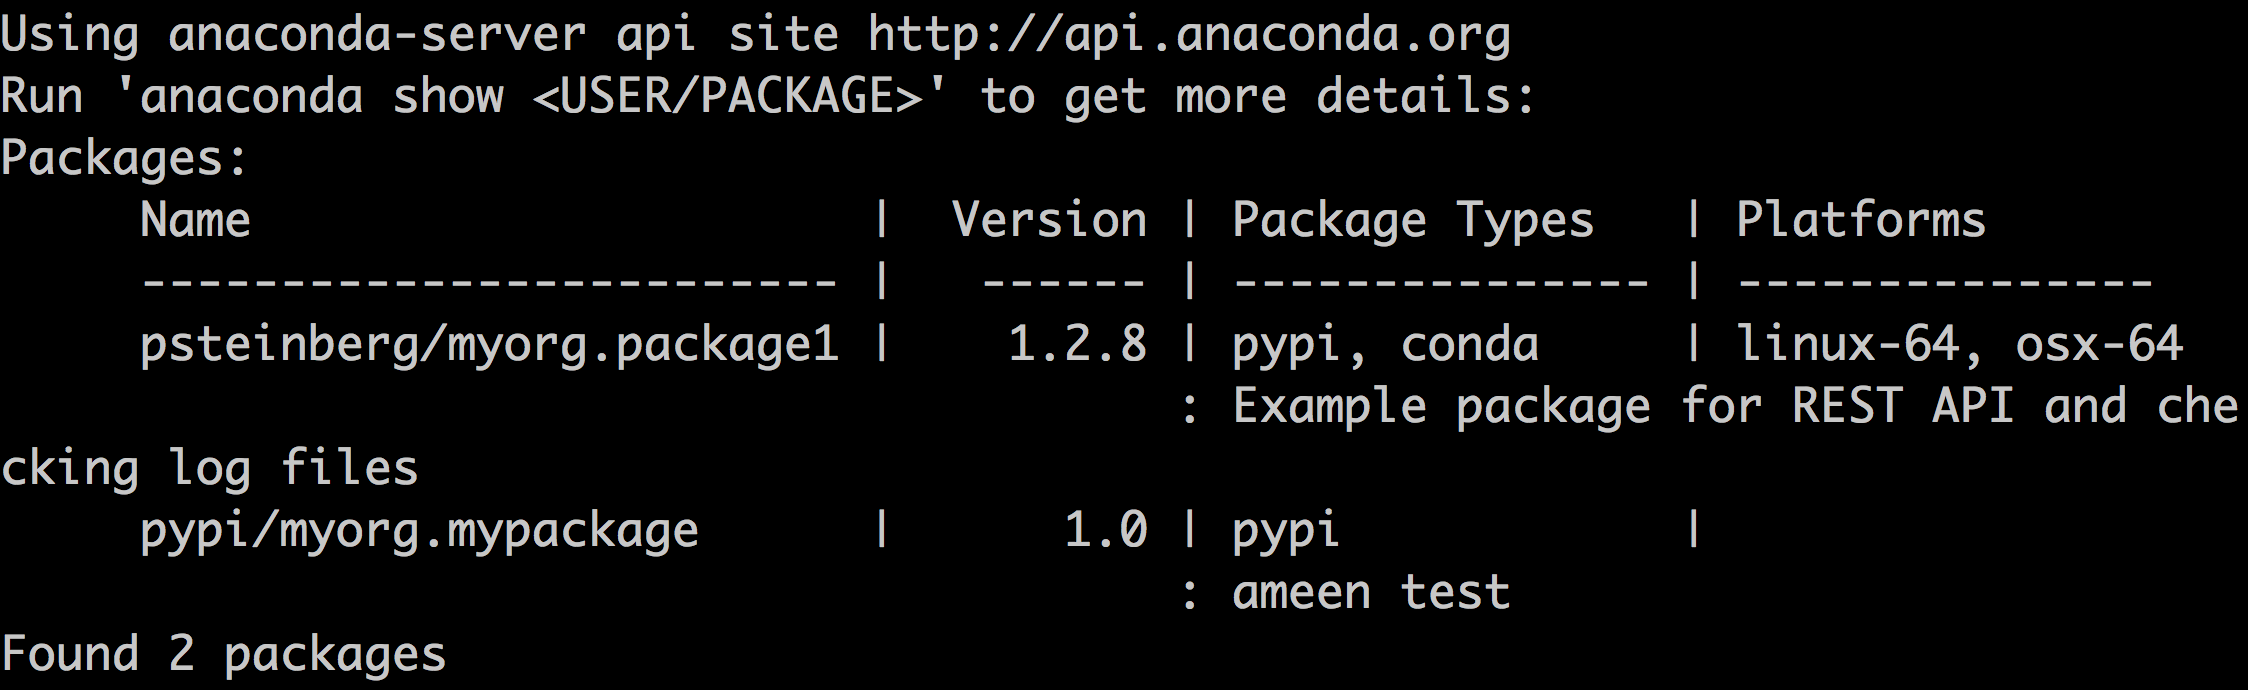 Using anaconda-server api site http://api.anaconda.org
Run 'anaconda show <USER/PACKAGE>' to get more details:
Packages:
     Name                      |  Version | Package Types   | Platforms
     ------------------------- |   ------ | --------------- | ---------------
     psteinberg/myorg.package1 |    1.2.8 | pypi, conda     | linux-64, osx-64
                                          : Example package for REST API and che
cking log files
     pypi/myorg.mypackage      |      1.0 | pypi            |
                                          : ameen test
Found 2 packages